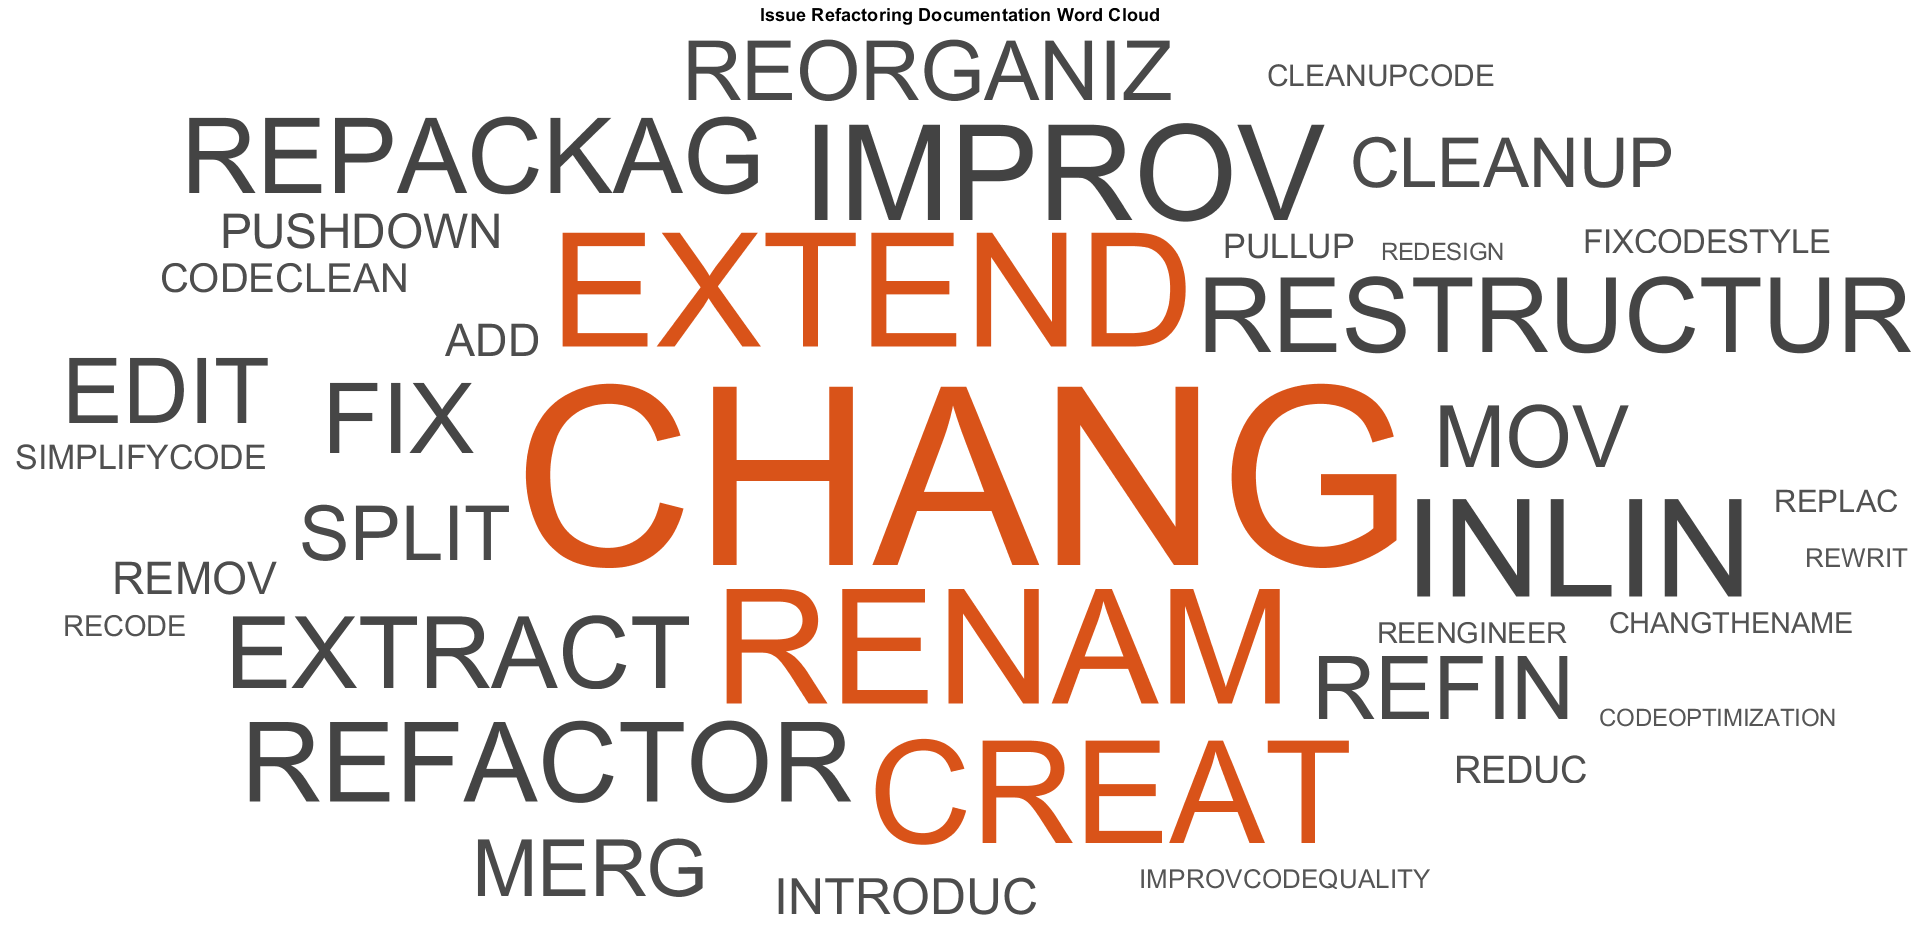 Issue Refactoring Documentation Word Cloud
REORGANIZ
CLEANUPCODE
REPACKAG
IMPROV
CLEANUP
PUSHDOWN
EXTEND
PULLUP
REDESIGN
FIXCODESTYLE
CODECLEAN
RESTRUCTUR
ADD
EDIT
FIX
CHANG
MOV
SIMPLIFYCODE
SPLIT
INLIN
REPLAC
REMOV
REWRIT
RECODE
EXTRACT
RENAM
REENGINEER
CHANGTHENAME
REFIN
CODEOPTIMIZATION
REFACTOR
CREAT
REDUC
MERG
INTRODUC
IMPROVCODEQUALITY